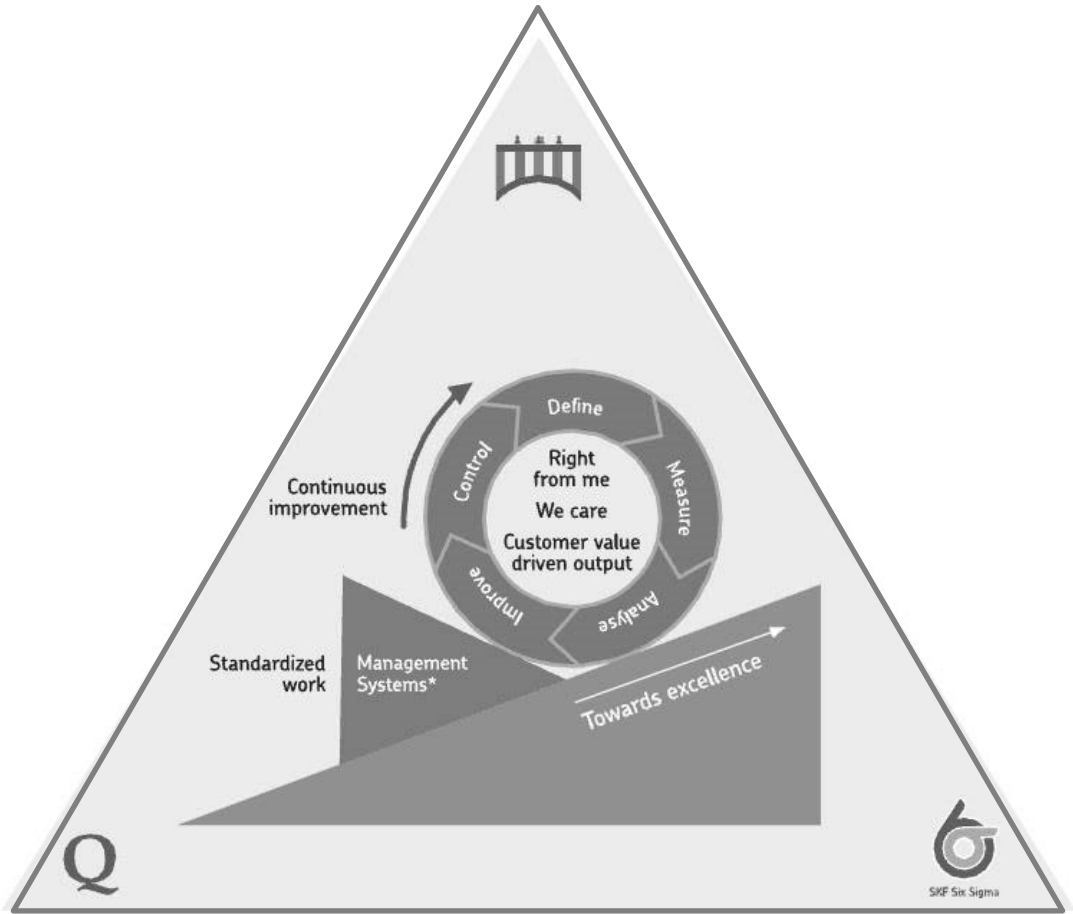 Define
Measure
Analyse
Improve
Control
Right
from me
We care
Customer value
driven output
Continuous
improvement
Standardized
work
Management
Systems*
Towards excellence
Q
SKF Six Sigma